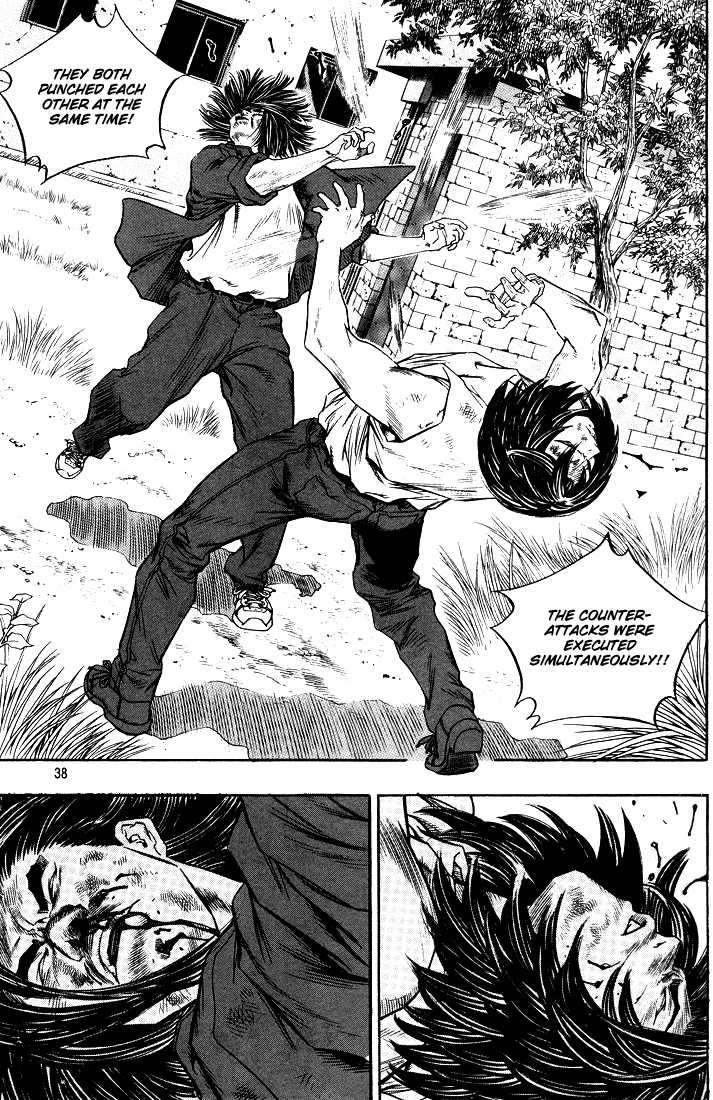 THEY BOTH
PUNCHED EACH
OTHER AT THE
SAME TIME!
THE COUNTER-
ATTACKS WERE
EXECUTED
SIMULTANEOUSLY!!
38